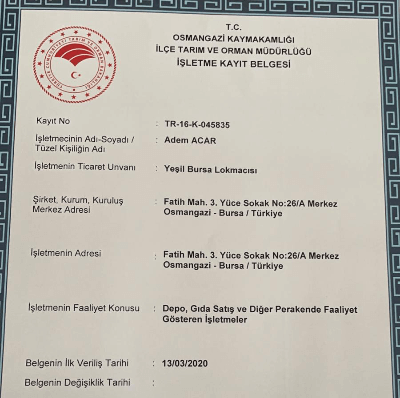 T.C.
OSMANGAZİ KAYMAKAMLIĞI
İLÇE TARIM VE ORMAN MÜDÜRLÜĞÜ
İŞLETME KAYIT BELGESİ
Kayıt No : TR-16-K-045835
İşletmecinin Adı-Soyadı / : Adem ACAR
Tüzel Kişiliğin Adı
İşletmenin Ticaret Unvanı : Yeşil Bursa Lokmacısı
Şirket, Kurum, Kuruluş : Fatih Mah. 3. Yüce Sokak No:26/A Merkez
Merkez Adresi Osmangazi - Bursa / Türkiye
İşletmenin Adresi : Fatih Mah. 3. Yüce Sokak No:26/A Merkez
Osmangazi - Bursa / Türkiye
İşletmenin Faaliyet Konusu : Depo, Gıda Satış ve Diğer Perakende Faaliyet
Gösteren İşletmeler
Belgenin İlk Veriliş Tarihi : 13/03/2020
Belgenin Değişiklik Tarihi :